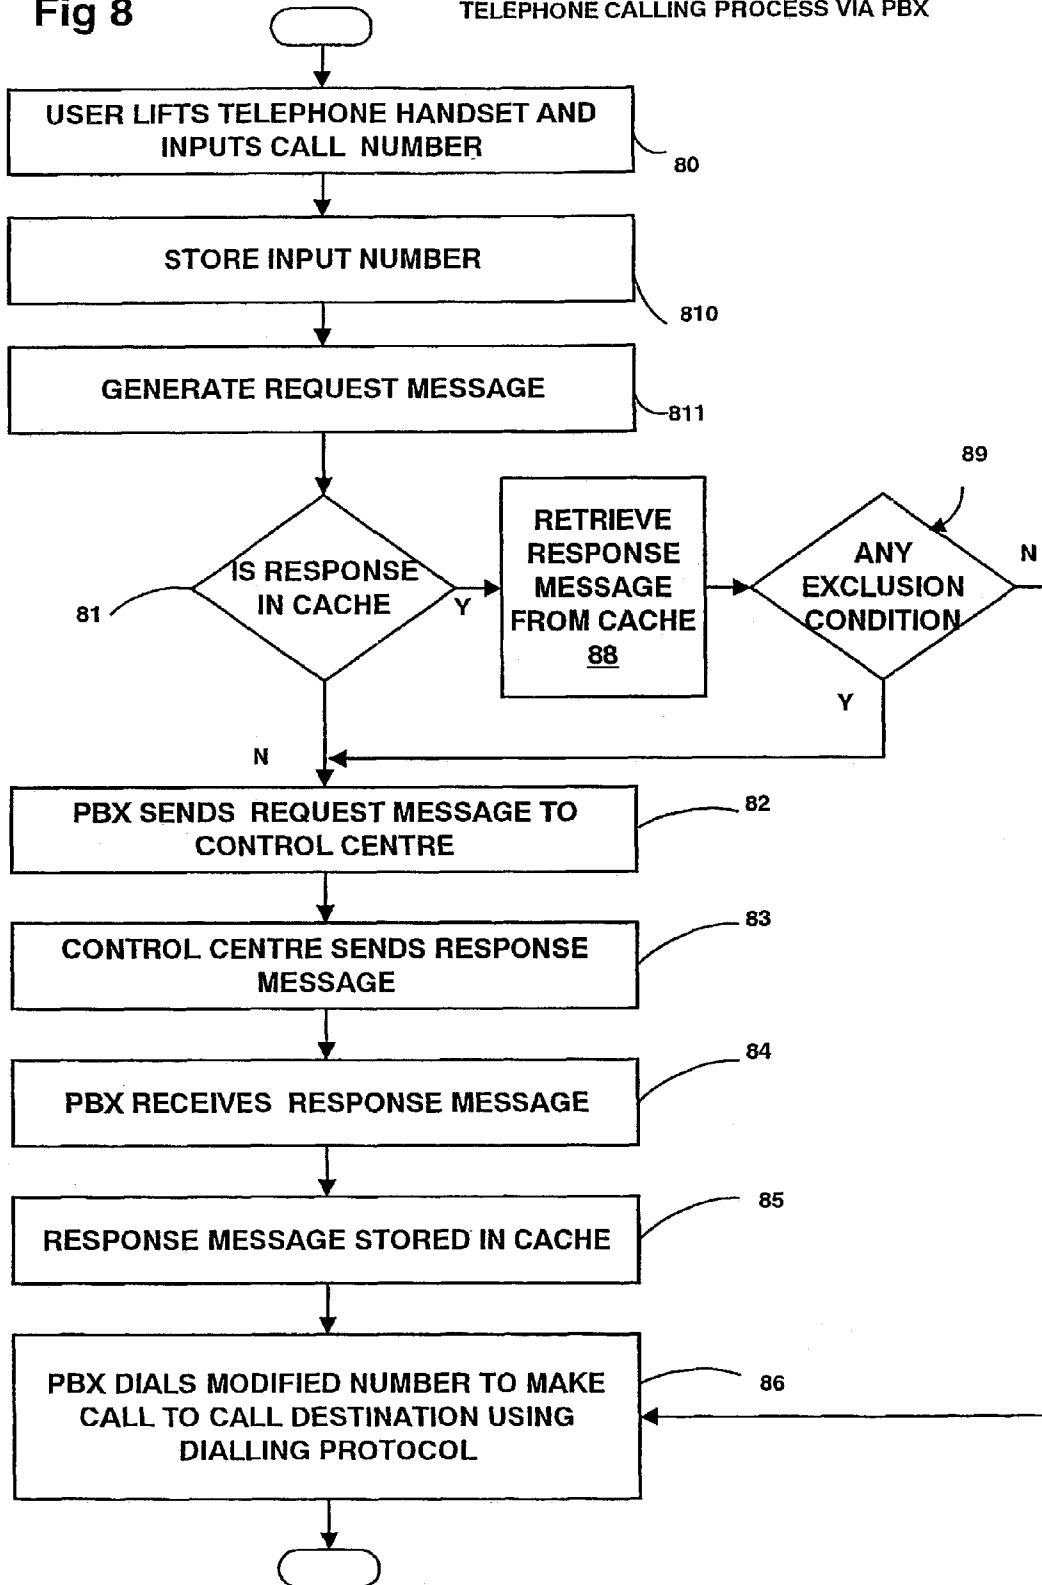 Fig 8
TELEPHONE CALLING PROCESS VIA PBX
USER LIFTS TELEPHONE HANDSET AND
INPUTS CALL NUMBER
80
STORE INPUT NUMBER
810
GENERATE REQUEST MESSAGE
811
89
IS RESPONSE
IN CACHE
81
Y
RETRIEVE
RESPONSE
MESSAGE
FROM CACHE
88
ANY
EXCLUSION
CONDITION
N
Y
N
PBX SENDS REQUEST MESSAGE TO
CONTROL CENTRE
82
CONTROL CENTRE SENDS RESPONSE
MESSAGE
83
PBX RECEIVES RESPONSE MESSAGE
84
RESPONSE MESSAGE STORED IN CACHE
85
PBX DIALS MODIFIED NUMBER TO MAKE
CALL TO CALL DESTINATION USING
DIALLING PROTOCOL
86